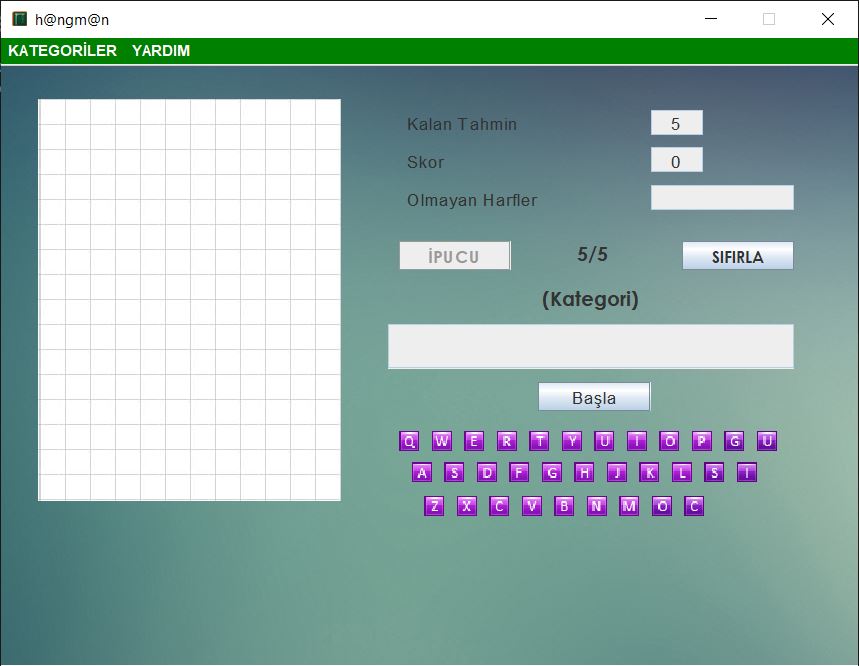 h@ngm@n
KATEGORİLER YARDIM
Kalan Tahmin 5
Skor 0
Olmayan Harfler
İPUCU 5/5 SIFIRLA
(Kategori)
Başla
Q W E R T Y U İ O P Ğ U
A S D F G H J K L S I
Z X C V B N M O C